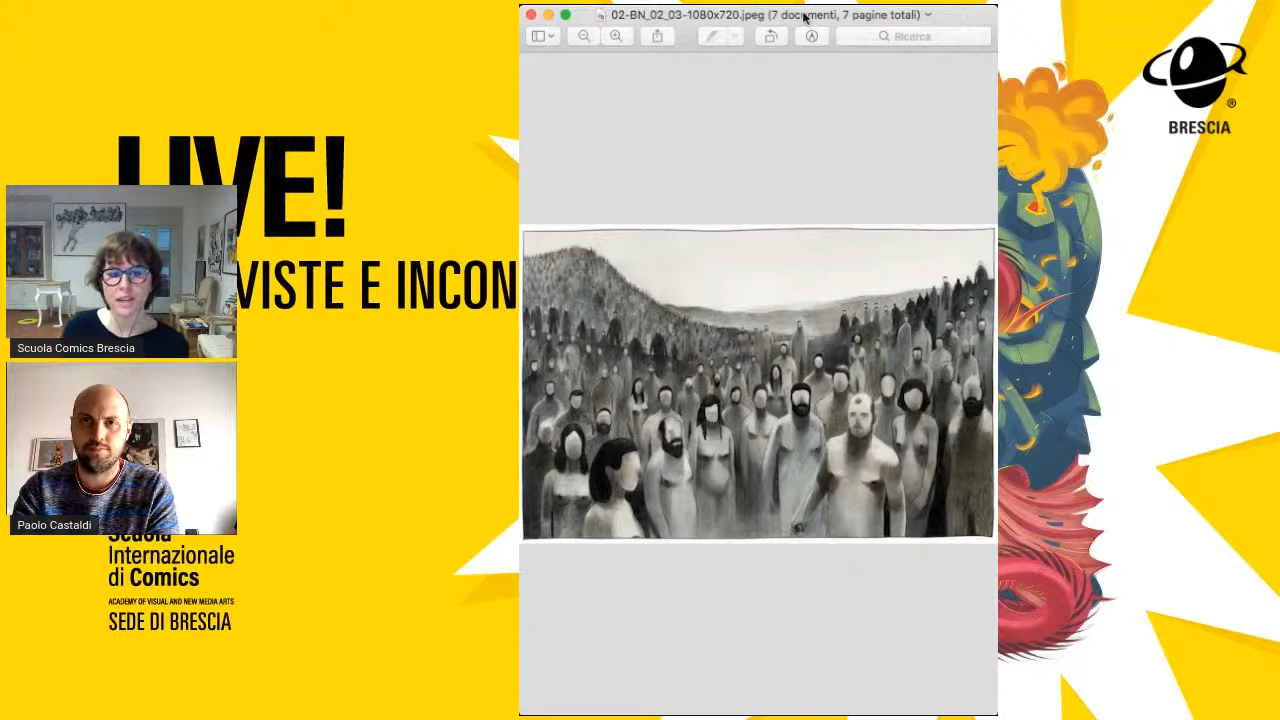 02-BN_02_03-1080x720.jpeg (7 documenti, 7 pagine totali)
Ricerca
BRESCIA
®
LIVE!
VISTE E INCON
Scuola Comics Brescia
Paolo Castaldi
Scuola
Internazionale
di Comics
ACADEMY OF VISUAL AND NEW MEDIA ARTS
SEDE DI BRESCIA